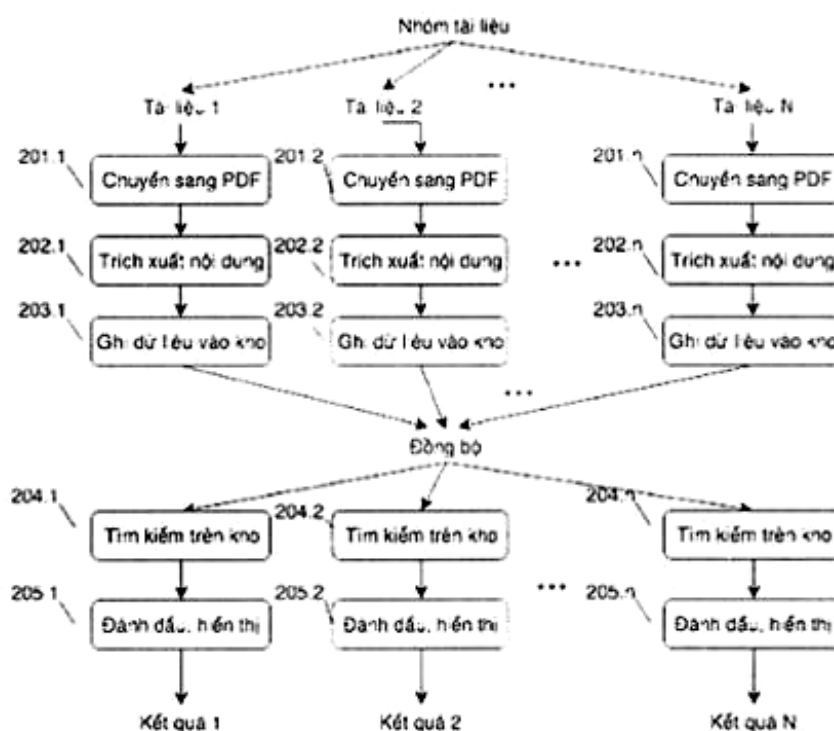 Nhóm tài liệu
...
Tài liệu 1 Tài liệu 2 Tài liệu N
201.1 201.2 201.n
Chuyển sang PDF Chuyển sang PDF Chuyển sang PDF
202.1 202.2 ... 202.n
Trích xuất nội dung Trích xuất nội dung Trích xuất nội dung
203.1 203.2 203.n
Ghi dữ liệu vào kho Ghi dữ liệu vào kho Ghi dữ liệu vào kho
...
Đồng bộ
204.1 204.2 204.n
Tìm kiếm trên kho Tìm kiếm trên kho Tìm kiếm trên kho
205.1 205.2 ... 205.n
Đánh dấu, hiển thị Đánh dấu, hiển thị Đánh dấu, hiển thị
Kết quả 1 Kết quả 2 Kết quả N